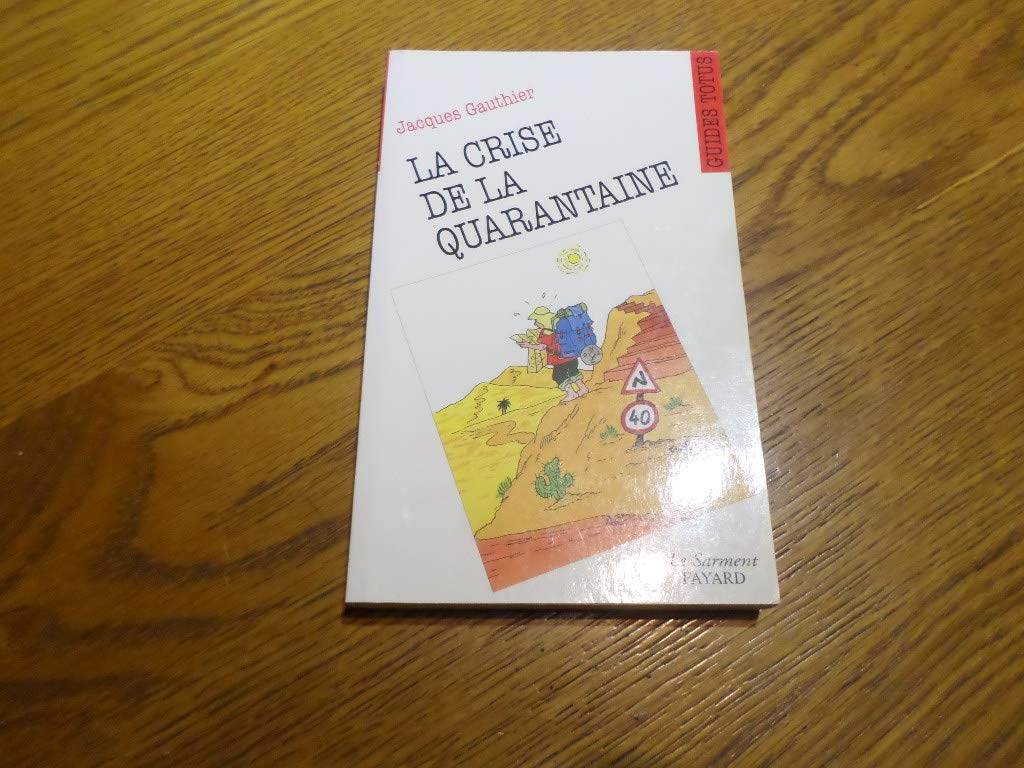 Jacques Gauthier
LA CRISE
DE LA
QUARANTAINE
GUIDES TOTUS
40
Le Sarment
FAYARD